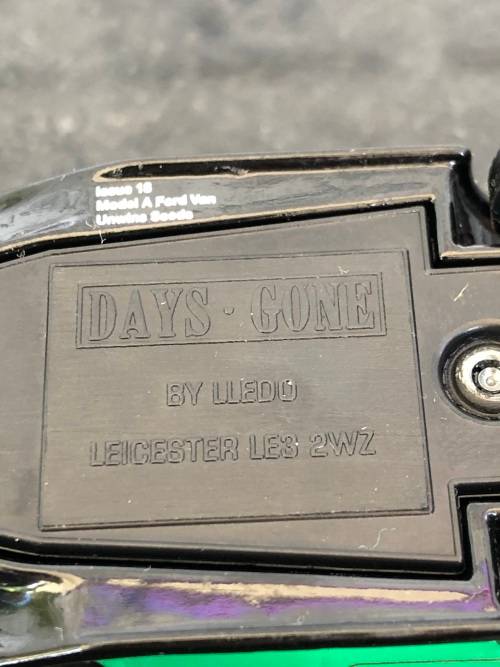 Issue 18
Model A Ford Van
Unwins Seeds
DAYS · GONE
BY LLEDO
LEICESTER LE3 2WZ